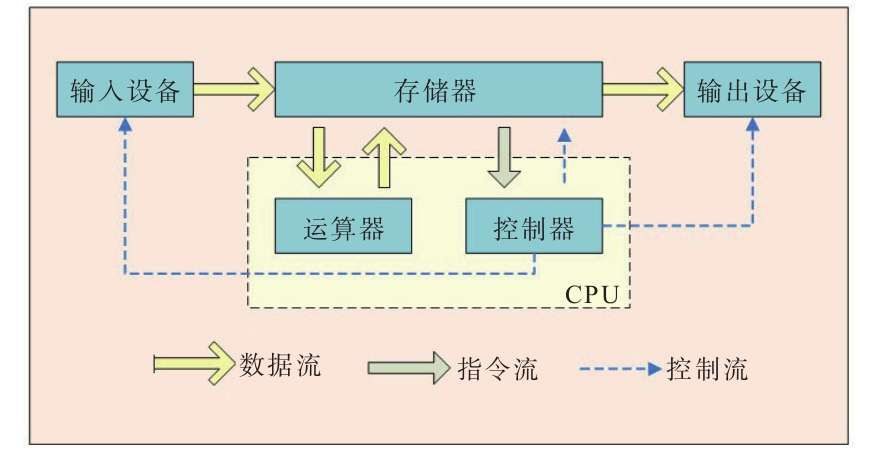 输入设备
存储器
输出设备
运算器
控制器
CPU
数据流
指令流
控制流